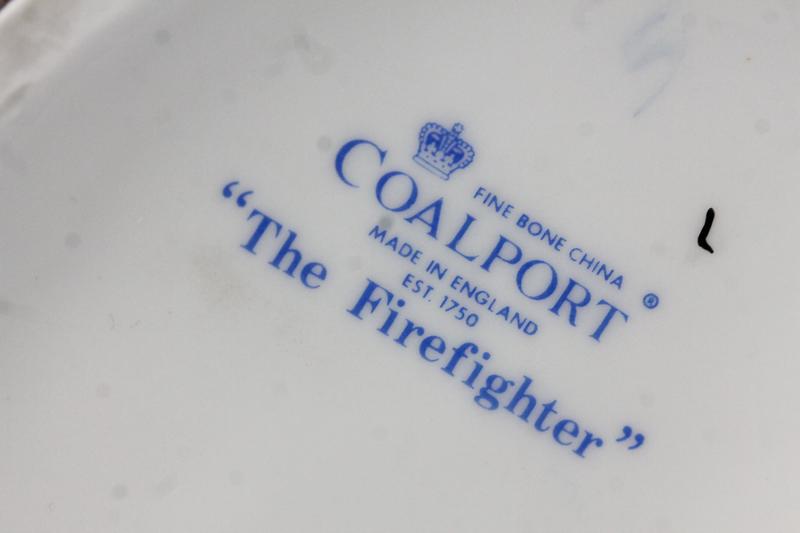 FINE BONE CHINA
COALPORT®
MADE IN ENGLAND
EST. 1750
“The Firefighter”